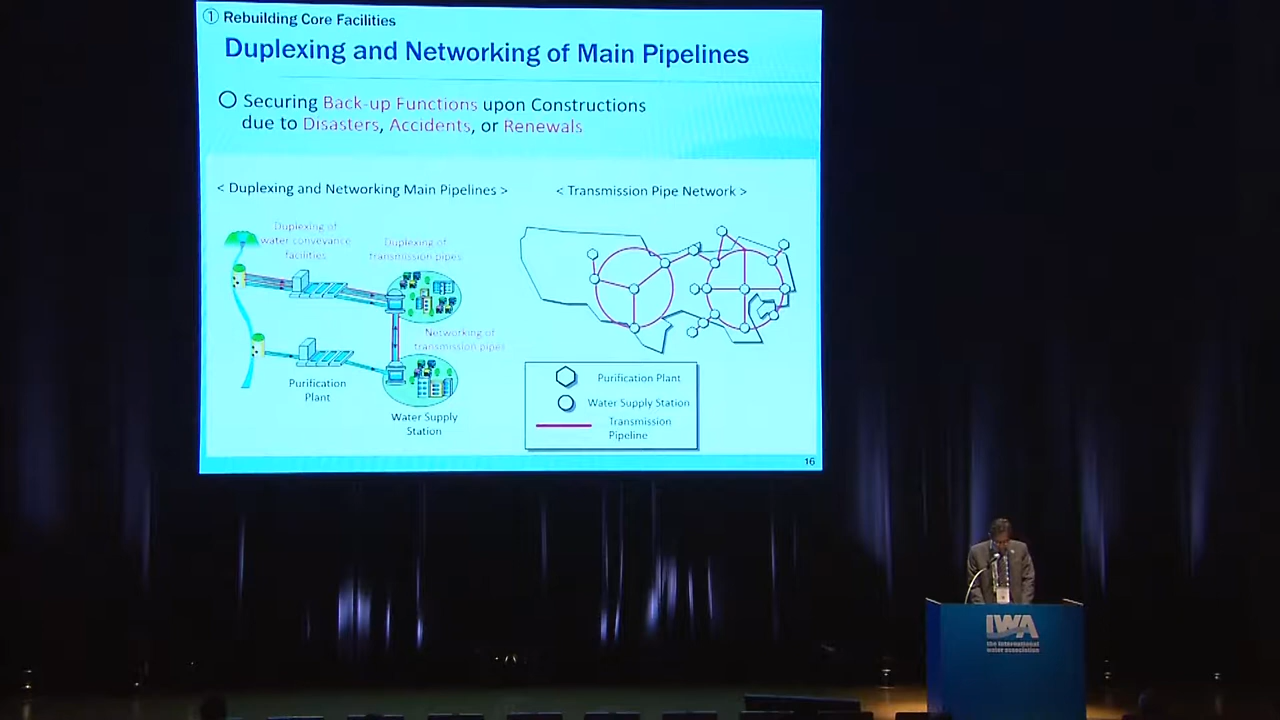 ① Rebuilding Core Facilities
Duplexing and Networking of Main Pipelines
○ Securing Back-up Functions upon Constructions
due to Disasters, Accidents, or Renewals
< Duplexing and Networking Main Pipelines >
< Transmission Pipe Network >
Duplexing of
water conveyance
facilities
Duplexing of
transmission pipes
Networking of
transmission pipes
Purification
Plant
Water Supply
Station
Purification Plant
Water Supply Station
Transmission
Pipeline
16
IWA
the international
water association